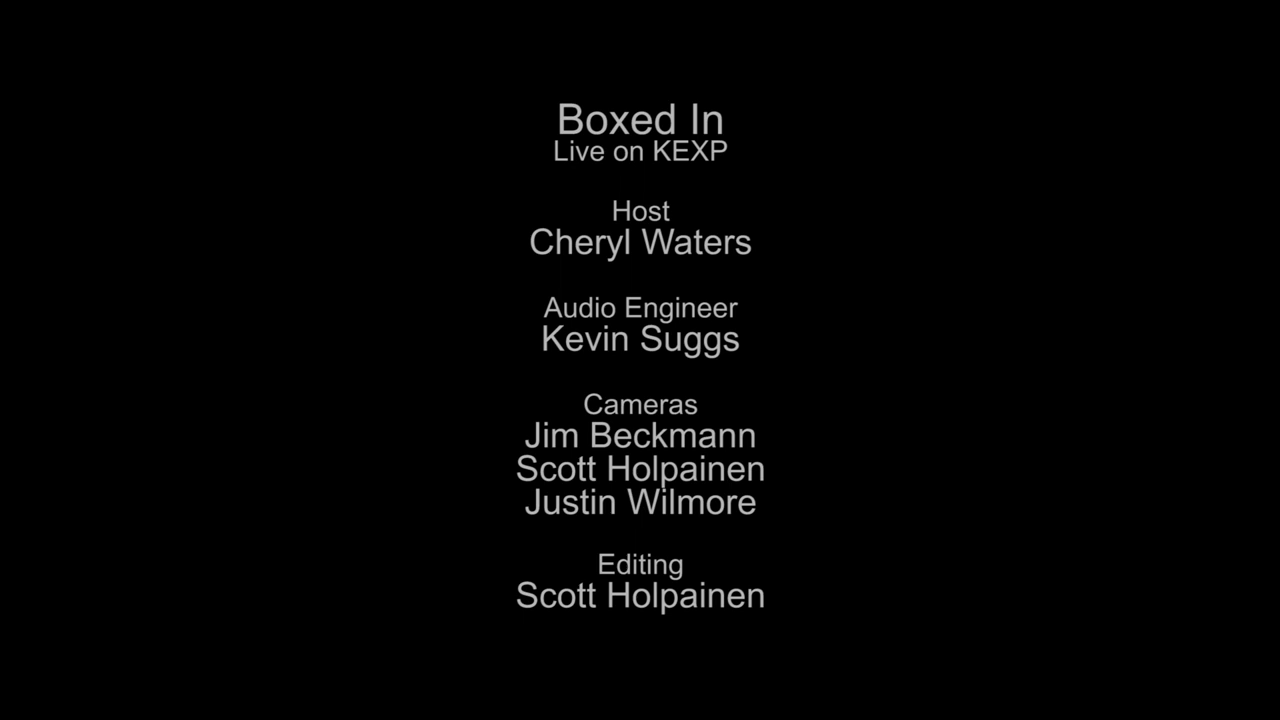 Boxed In
Live on KEXP
Host
Cheryl Waters
Audio Engineer
Kevin Suggs
Cameras
Jim Beckmann
Scott Holpainen
Justin Wilmore
Editing
Scott Holpainen